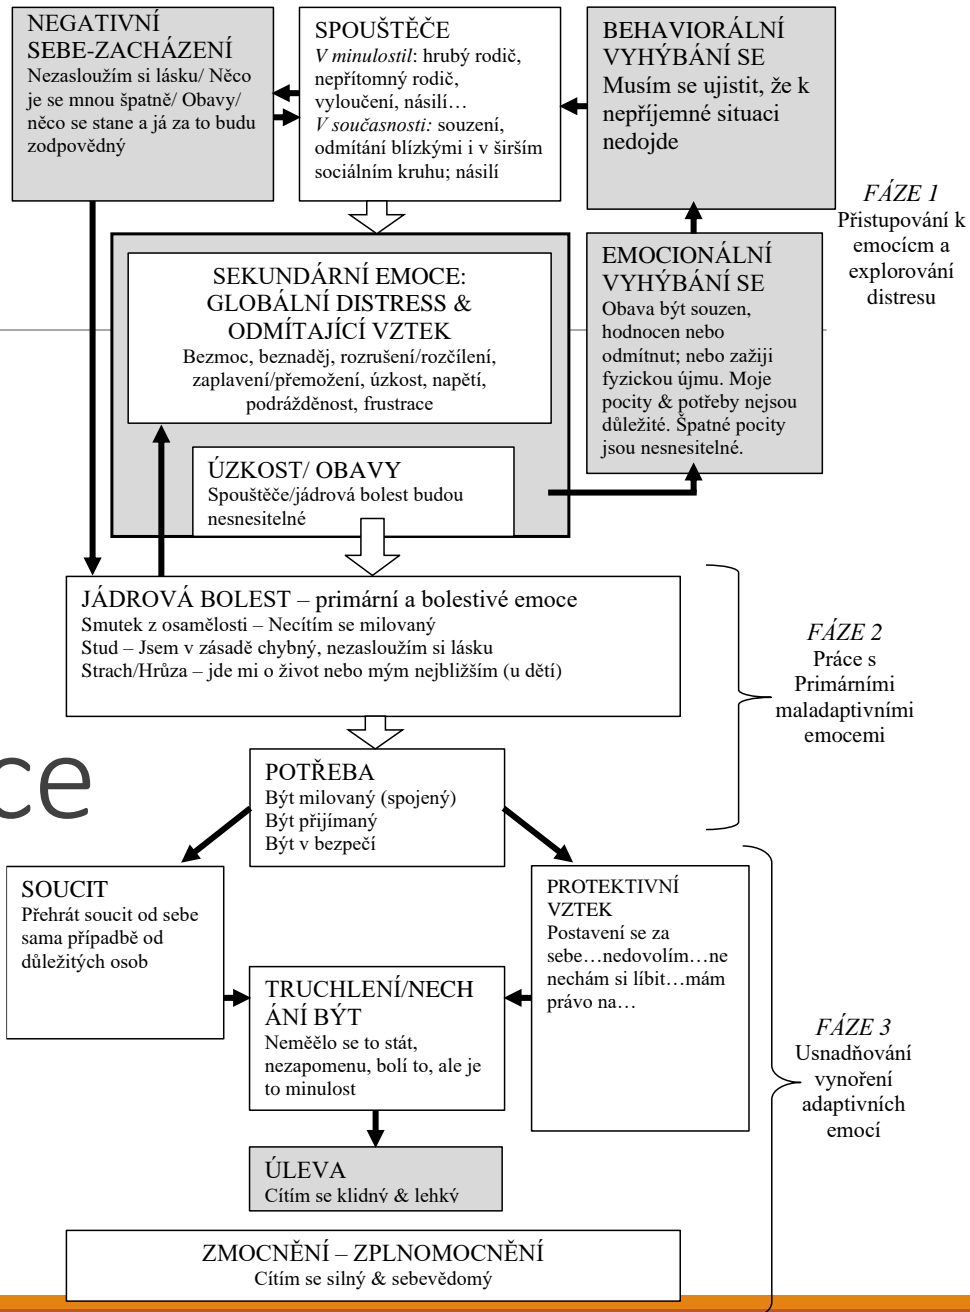 NEGATIVNÍ
SEBE-ZACHÁZENÍ
Nezasloužím si lásku/ Něco
je se mnou špatně/ Obavy/
něco se stane a já za to budu
zodpovědný
SPOUŠTĚČE
V minulostil: hrubý rodič,
nepřítomný rodič,
vyloučení, násilí…
V současnosti: souzení,
odmítání blízkými i v širším
sociálním kruhu; násilí
BEHAVIORÁLNÍ
VYHÝBÁNÍ SE
Musím se ujistit, že k
nepříjemné situaci
nedojde
FÁZE 1
Přistupování k
emocícm a
explorování
distresu
SEKUNDÁRNÍ EMOCE:
GLOBÁLNÍ DISTRESS &
ODMÍTAJÍCÍ VZTEK
Bezmoc, beznaděj, rozrušení/rozčílení,
zaplavení/přemožení, úzkost, napětí,
podrážděnost, frustrace
EMOCIONÁLNÍ
VYHÝBÁNÍ SE
Obava být souzen,
hodnocen nebo
odmítnut; nebo zažiji
fyzickou újmu. Moje
pocity & potřeby nejsou
důležité. Špatné pocity
jsou nesnesitelné.
ÚZKOST/ OBAVY
Spouštěče/jádrová bolest budou
nesnesitelné
JÁDROVÁ BOLEST – primární a bolestivé emoce
Smutek z osamělosti – Necítím se milovaný
Stud – Jsem v zásadě chybný, nezasloužím si lásku
Strach/Hrůza – jde mi o život nebo mým nejbližším (u dětí)
FÁZE 2
Práce s
Primárními
maladaptivními
emocemi
ce
POTŘEBA
Být milovaný (spojený)
Být přijímaný
Být v bezpečí
SOUCIT
Přehrát soucit od sebe
sama případbě od
důležitých osob
PROTEKTIVNÍ
VZTEK
Postavení se za
sebe…nedovolím…ne
nechám si líbit…mám
právo na…
TRUCHLENÍ/NECH
ÁNÍ BÝT
Neměělo se to stát,
nezapomenu, bolí to, ale je
to minulost
FÁZE 3
Usnadňování
vynoření
adaptivních
emocí
ÚLEVA
Cítím se klidný & lehký
ZMOCNĚNÍ – ZPLNOMOCNĚNÍ
Cítím se silný & sebevědomý